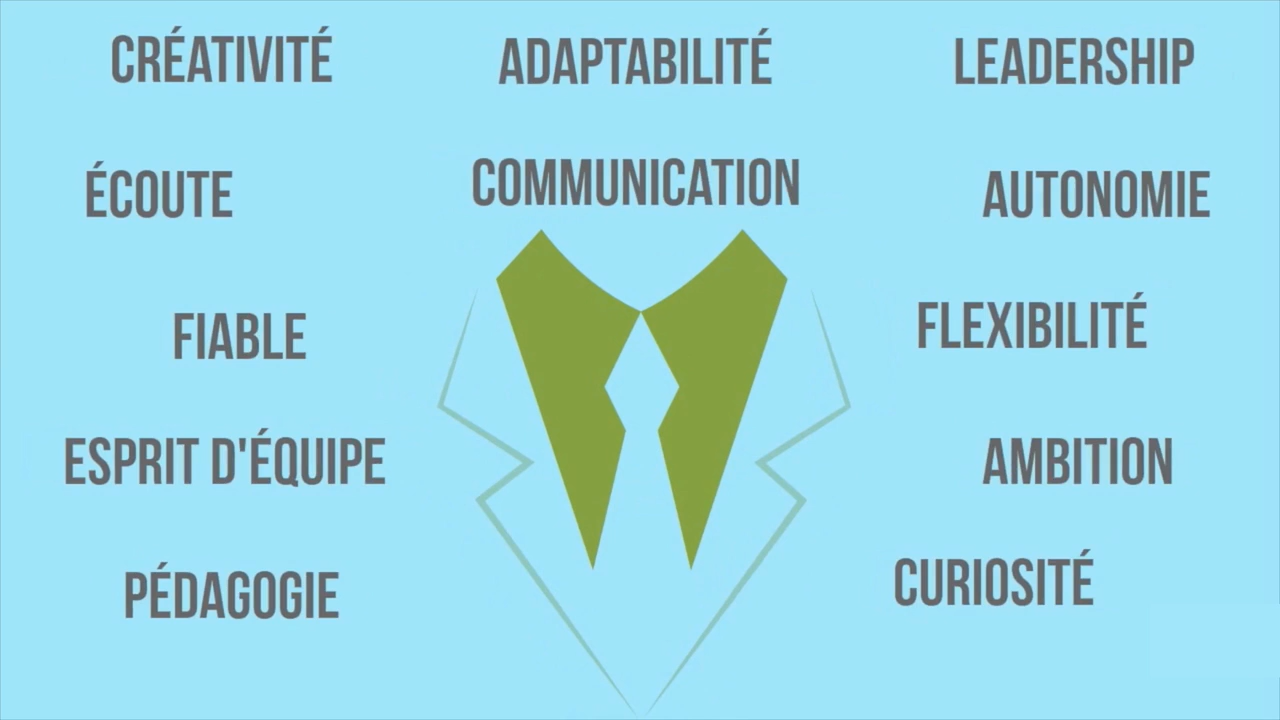 CRÉATIVITÉ
ADAPTABILITÉ
LEADERSHIP
ÉCOUTE
COMMUNICATION
AUTONOMIE
FIABLE
FLEXIBILITÉ
ESPRIT D'ÉQUIPE
AMBITION
PÉDAGOGIE
CURIOSITÉ